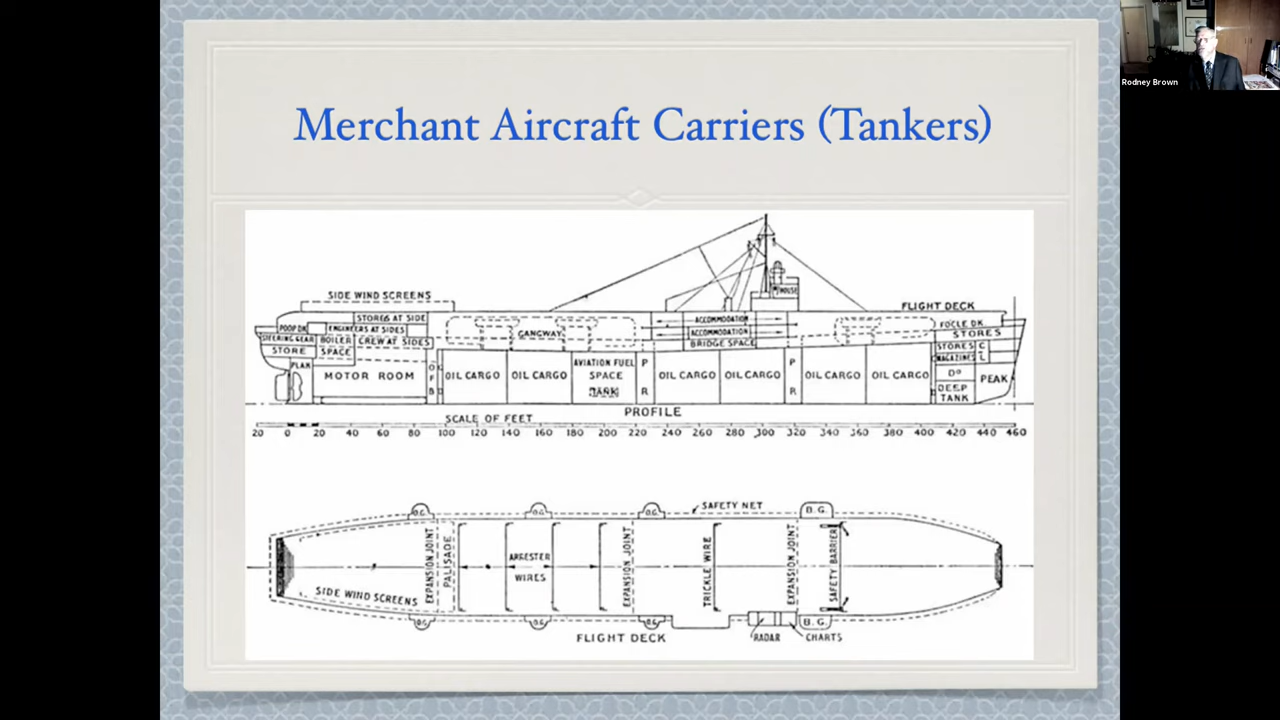 Merchant Aircraft Carriers (Tankers)
Rodney Brown
SIDE WIND SCREENS
FLIGHT DECK
STORES AT SIDE
POOP DK
ENGINEERS AT SIDES
STEERING GEAR
BOILER
CREW AT SIDES
STORE
SPACE
GANGWAY
ACCOMMODATION
ACCOMMODATION
BRIDGE SPACE
HOUSE
FOCLE DK
STORES
STORES
MAGAZINES
C
L
MOTOR ROOM
OIL CARGO
OIL CARGO
AVIATION FUEL
SPACE
TANK
P
R
OIL CARGO
OIL CARGO
P
R
OIL CARGO
OIL CARGO
Dº
DEEP
TANK
PEAK
PROFILE
SCALE OF FEET
20 0 20 40 60 80 100 120 140 160 180 200 220 240 260 280 300 320 340 360 380 400 420 440 460
SAFETY NET
O.G.
O.G.
O.G.
B.G.
EXPANSION JOINT
PALISADE
ARRESTER
WIRES
EXPANSION JOINT
TRICKLE WIRE
EXPANSION JOINT
SAFETY BARRIER
SIDE WIND SCREENS
O.G.
O.G.
O.G.
B.G.
FLIGHT DECK
RADAR
CHARTS